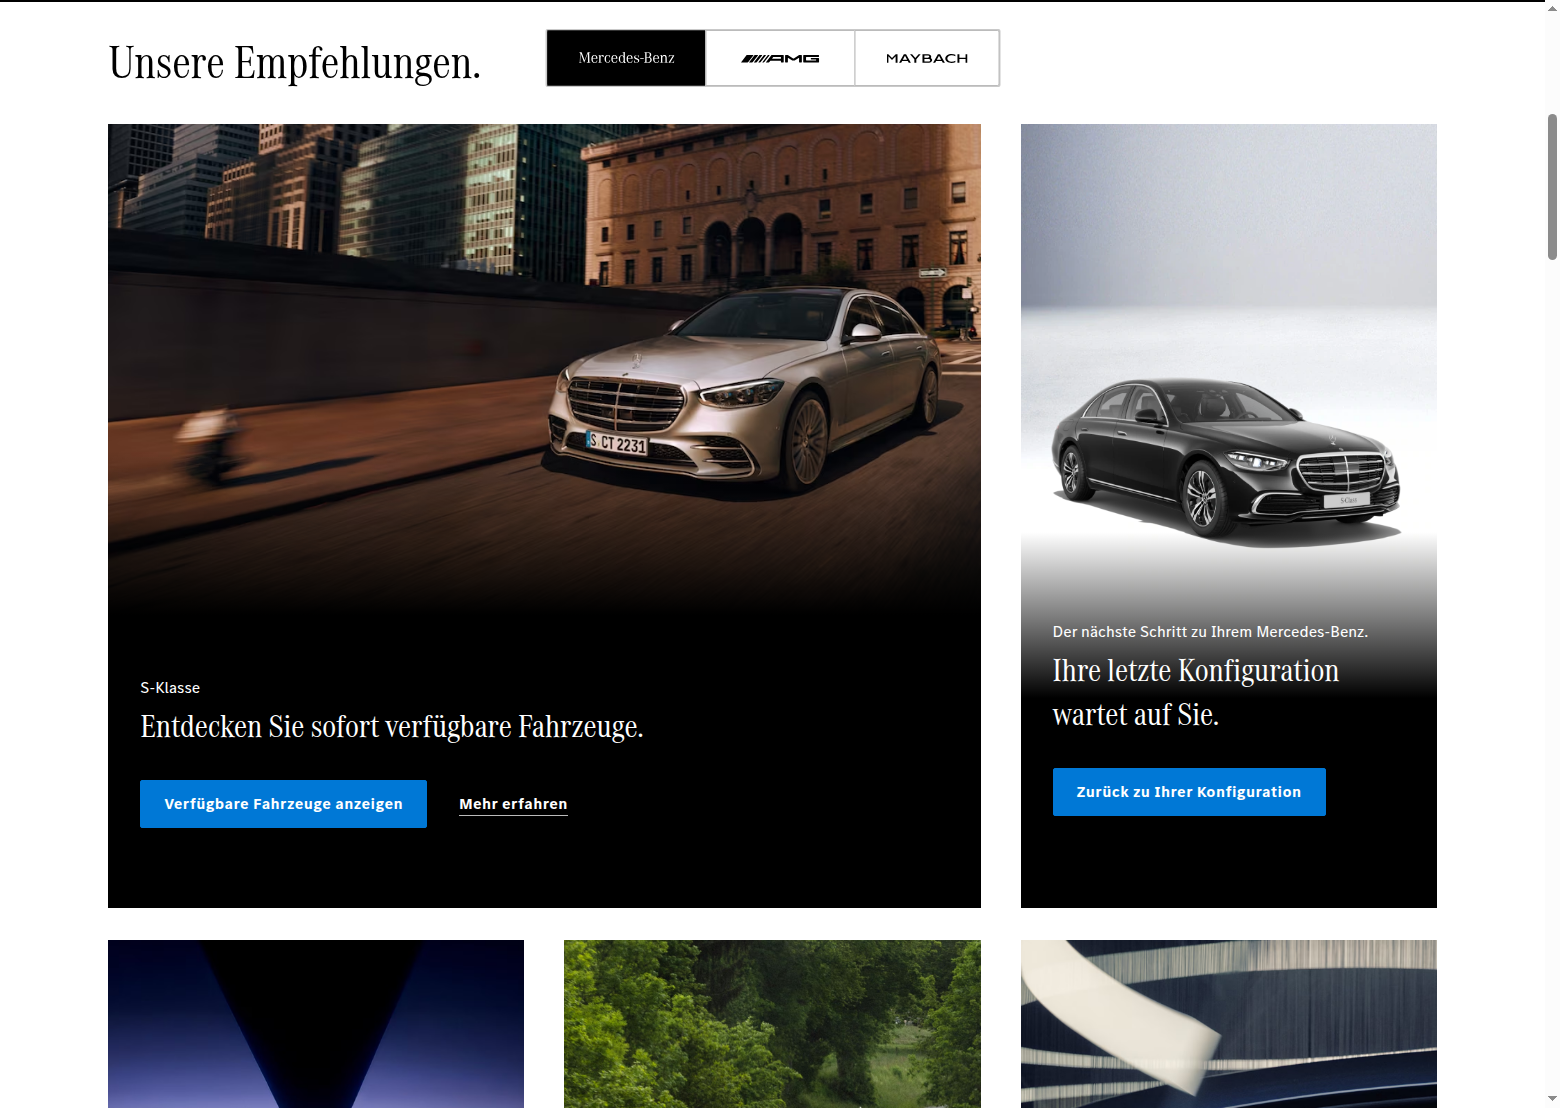 Unsere Empfehlungen.
Mercedes-Benz
AMG
MAYBACH
S CT 2231
S-Klasse
Entdecken Sie sofort verfügbare Fahrzeuge.
Verfügbare Fahrzeuge anzeigen
Mehr erfahren
S-Class
Der nächste Schritt zu Ihrem Mercedes-Benz.
Ihre letzte Konfiguration
wartet auf Sie.
Zurück zu Ihrer Konfiguration